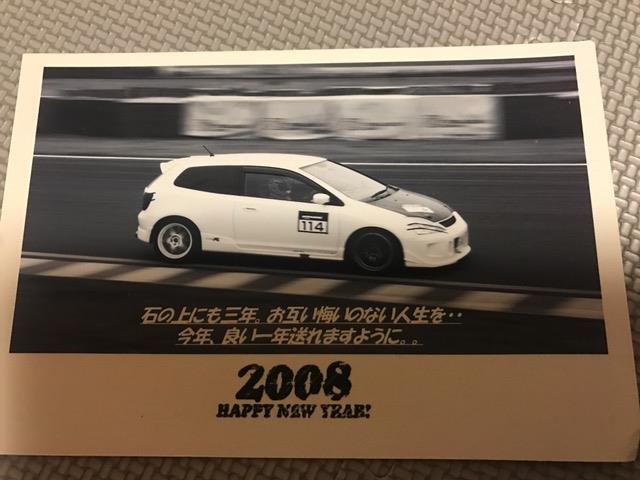 114
石の上にも三年。お互い悔いのない人生を‥
今年、良い一年送れますように。。
2008
HAPPY NEW YEAR!